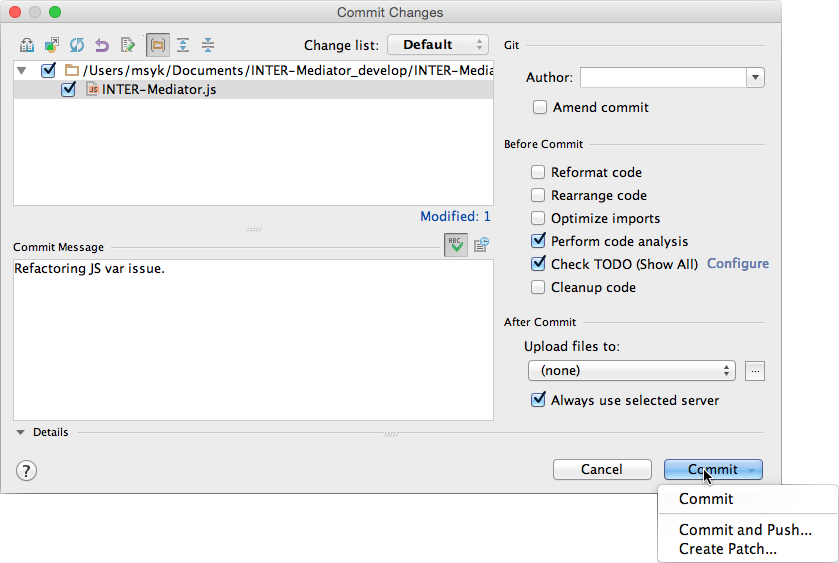 Commit Changes
Change list: Default
/Users/msyk/Documents/INTER-Mediator_develop/INTER-Media
JS INTER-Mediator.js
Modified: 1
Commit Message
ABC
Refactoring JS var issue.
Details
Git
Author:
Amend commit
Before Commit
Reformat code
Rearrange code
Optimize imports
Perform code analysis
Check TODO (Show All) Configure
Cleanup code
After Commit
Upload files to:
(none) ...
Always use selected server
? Cancel Commit
Commit
Commit and Push...
Create Patch...